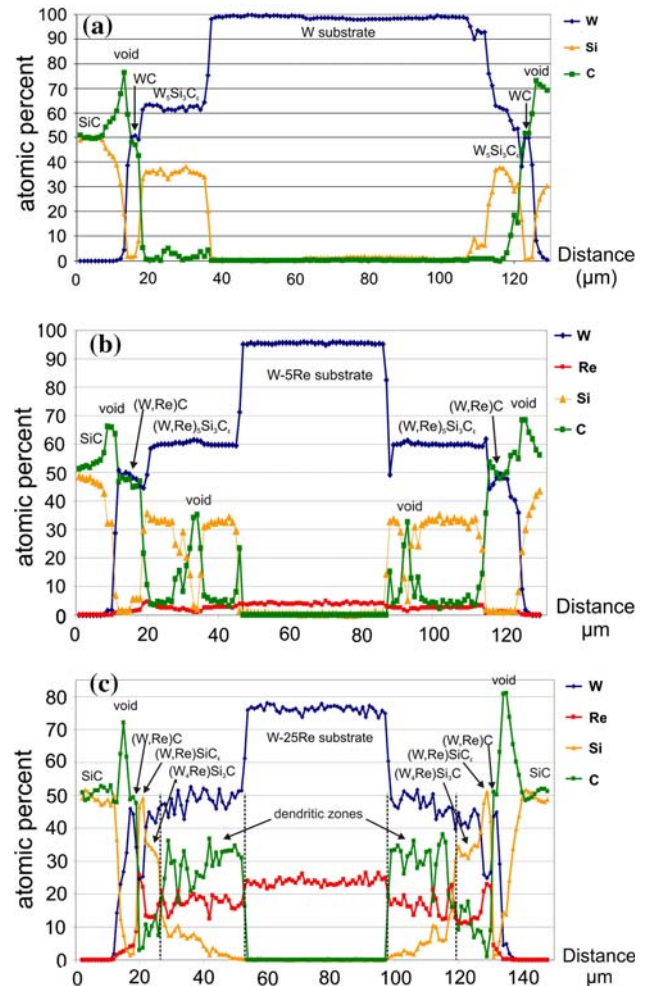 (a)
atomic percent
100
90
80
70
60
50
40
30
20
10
0
SiC
void
WC
W₅Si₃Cₓ
W substrate
W₅Si₃Cₓ
WC
void
0
20
40
60
80
100
120
Distance
(µm)
W
Si
C
(b)
atomic percent
100
90
80
70
60
50
40
30
20
10
0
SiC
void
(W,Re)C
(W,Re)₅Si₃Cₓ
void
W-5Re substrate
void
(W,Re)₅Si₃Cₓ
(W,Re)C
void
0
20
40
60
80
100
120
Distance
µm
W
Re
Si
C
(c)
atomic percent
80
70
60
50
40
30
20
10
0
SiC
void
(W,Re)C
(W,Re)SiCₓ
(W,Re)Si₃C
W-25Re substrate
dendritic zones
void
(W,Re)C
(W,Re)SiCₓ
(W,Re)Si₃C
SiC
0
20
40
60
80
100
120
140
Distance
µm
W
Re
Si
C